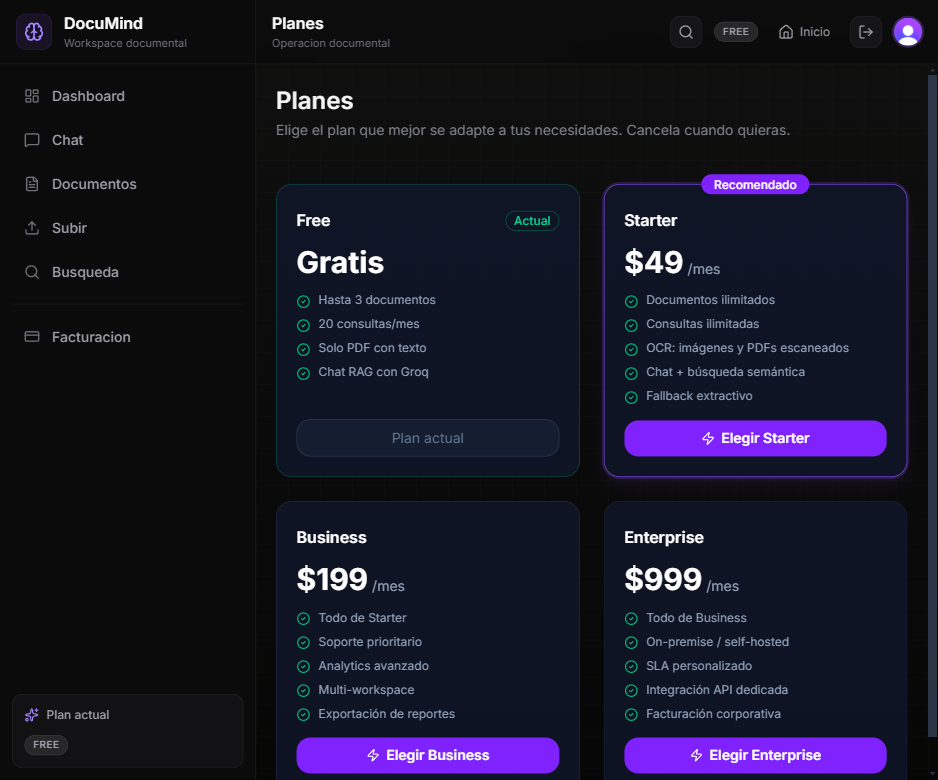 DocuMind
Workspace documental
Planes
Operacion documental
FREE
Inicio
Dashboard
Chat
Documentos
Subir
Busqueda
Facturacion
Plan actual
FREE
Planes
Elige el plan que mejor se adapte a tus necesidades. Cancela cuando quieras.
Free
Actual
Gratis
Hasta 3 documentos
20 consultas/mes
Solo PDF con texto
Chat RAG con Groq
Plan actual
Recomendado
Starter
$49 /mes
Documentos ilimitados
Consultas ilimitadas
OCR: imágenes y PDFs escaneados
Chat + búsqueda semántica
Fallback extractivo
Elegir Starter
Business
$199 /mes
Todo de Starter
Soporte prioritario
Analytics avanzado
Multi-workspace
Exportación de reportes
Elegir Business
Enterprise
$999 /mes
Todo de Business
On-premise / self-hosted
SLA personalizado
Integración API dedicada
Facturación corporativa
Elegir Enterprise